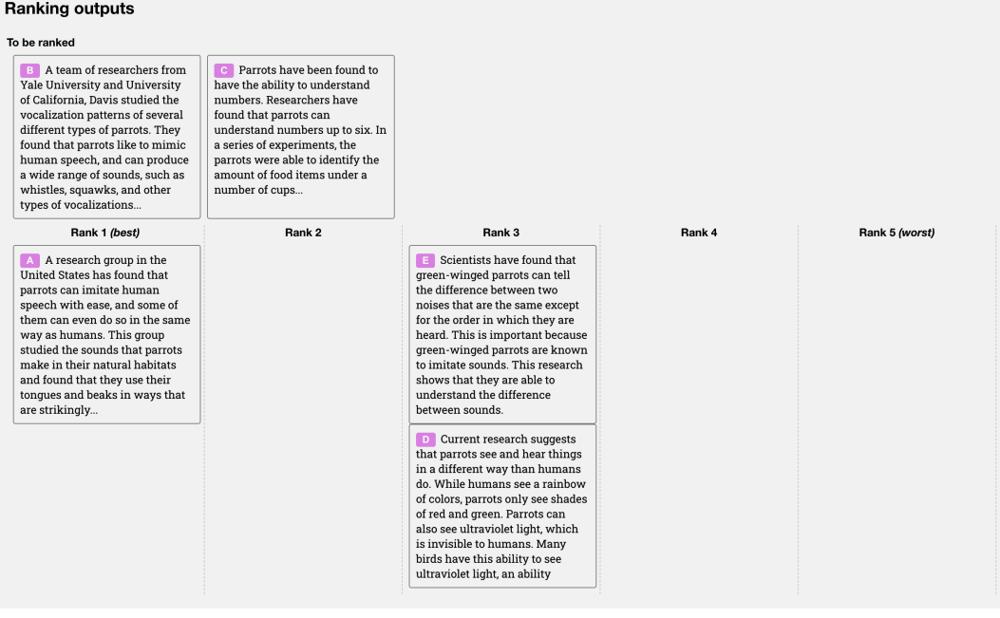 Ranking outputs
To be ranked
B A team of researchers from
Yale University and University
of California, Davis studied the
vocalization patterns of several
different types of parrots. They
found that parrots like to mimic
human speech, and can produce
a wide range of sounds, such as
whistles, squawks, and other
types of vocalizations...
C Parrots have been found to
have the ability to understand
numbers. Researchers have
found that parrots can
understand numbers up to six. In
a series of experiments, the
parrots were able to identify the
amount of food items under a
number of cups...
Rank 1 (best)
Rank 2
Rank 3
Rank 4
Rank 5 (worst)
A A research group in the
United States has found that
parrots can imitate human
speech with ease, and some of
them can even do so in the same
way as humans. This group
studied the sounds that parrots
make in their natural habitats
and found that they use their
tongues and beaks in ways that
are strikingly...
E Scientists have found that
green-winged parrots can tell
the difference between two
noises that are the same except
for the order in which they are
heard. This is important because
green-winged parrots are known
to imitate sounds. This research
shows that they are able to
understand the difference
between sounds.
D Current research suggests
that parrots see and hear things
in a different way than humans
do. While humans see a rainbow
of colors, parrots only see shades
of red and green. Parrots can
also see ultraviolet light, which
is invisible to humans. Many
birds have this ability to see
ultraviolet light, an ability